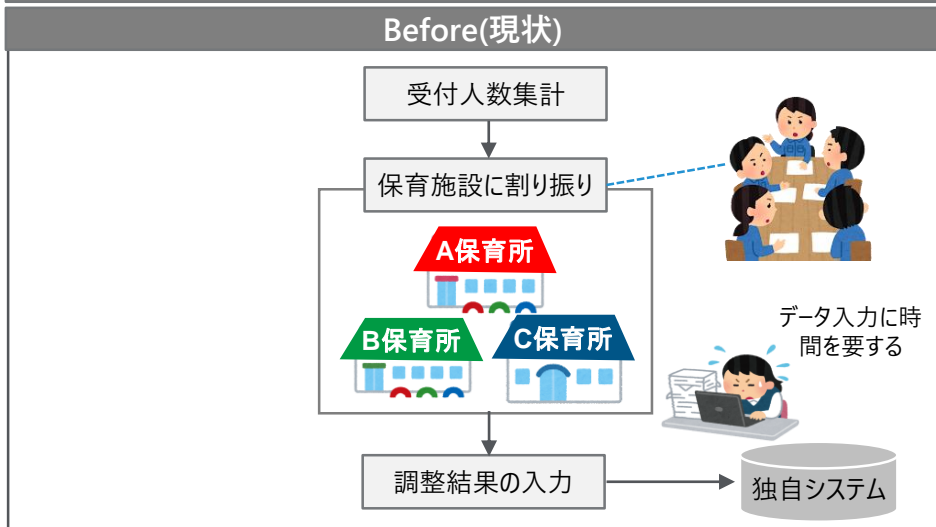 Before(現状)
受付人数集計
保育施設に割り振り
A保育所
B保育所
C保育所
データ入力に時
間を要する
調整結果の入力
独自システム